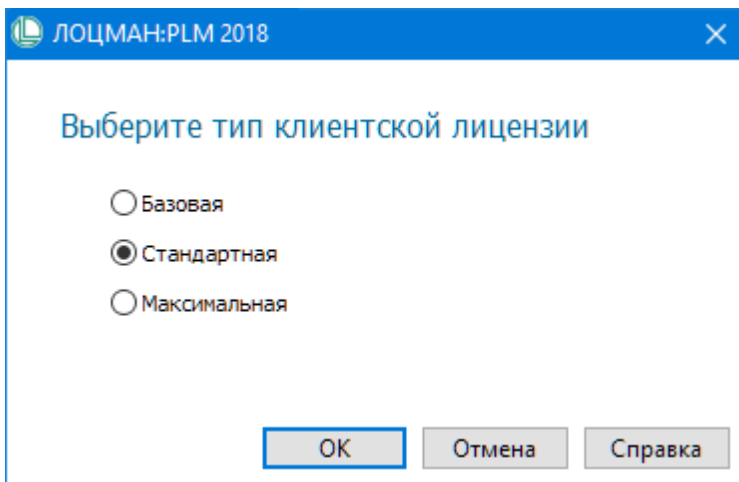 ЛОЦМАН:PLM 2018
Выберите тип клиентской лицензии
Базовая
Стандартная
Максимальная
OK Отмена Справка